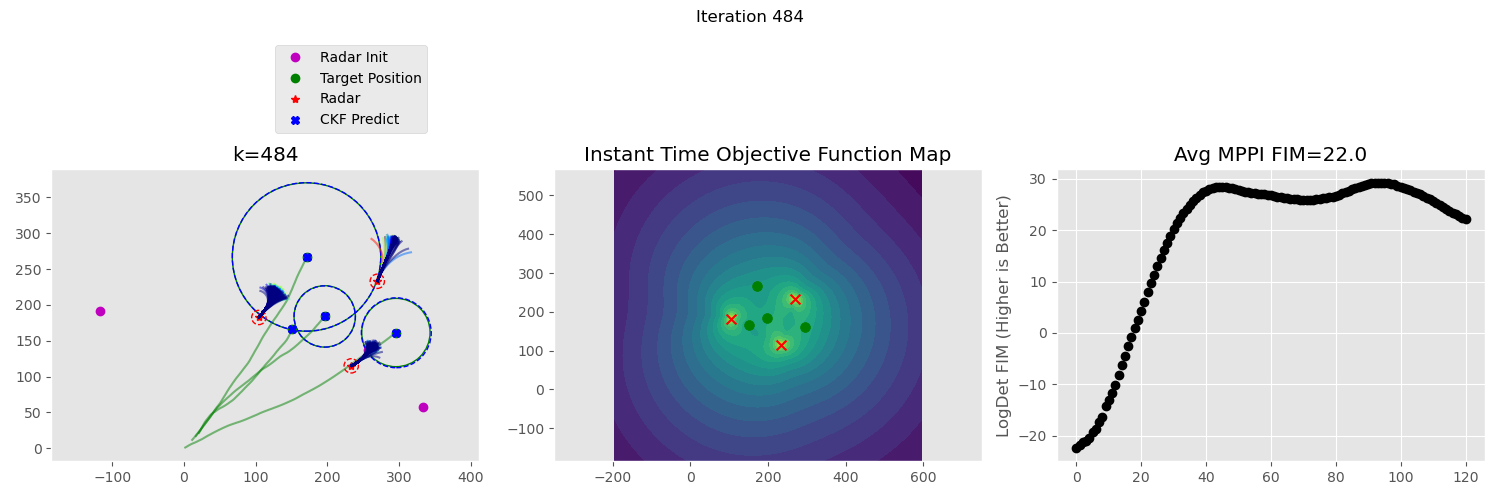 Iteration 484
Radar Init
Target Position
Radar
CKF Predict
k=484
350
300
250
200
150
100
50
0
−100 0 100 200 300 400
Instant Time Objective Function Map
500
400
300
200
100
0
−100
−200 0 200 400 600
Avg MPPI FIM=22.0
LogDet FIM (Higher is Better)
30
20
10
0
−10
−20
0 20 40 60 80 100 120